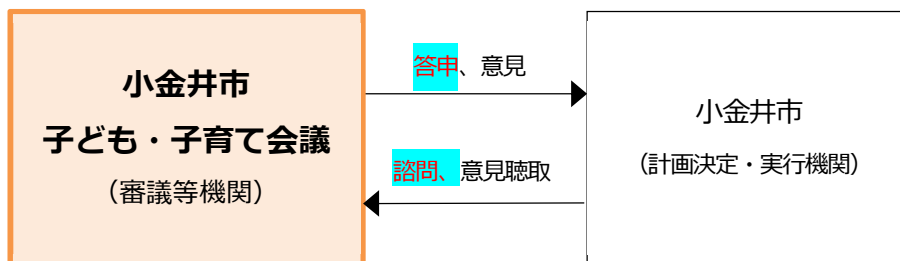 小金井市
子ども・子育て会議
（審議等機関）
答申、意見
諮問、意見聴取
小金井市
（計画決定・実行機関）